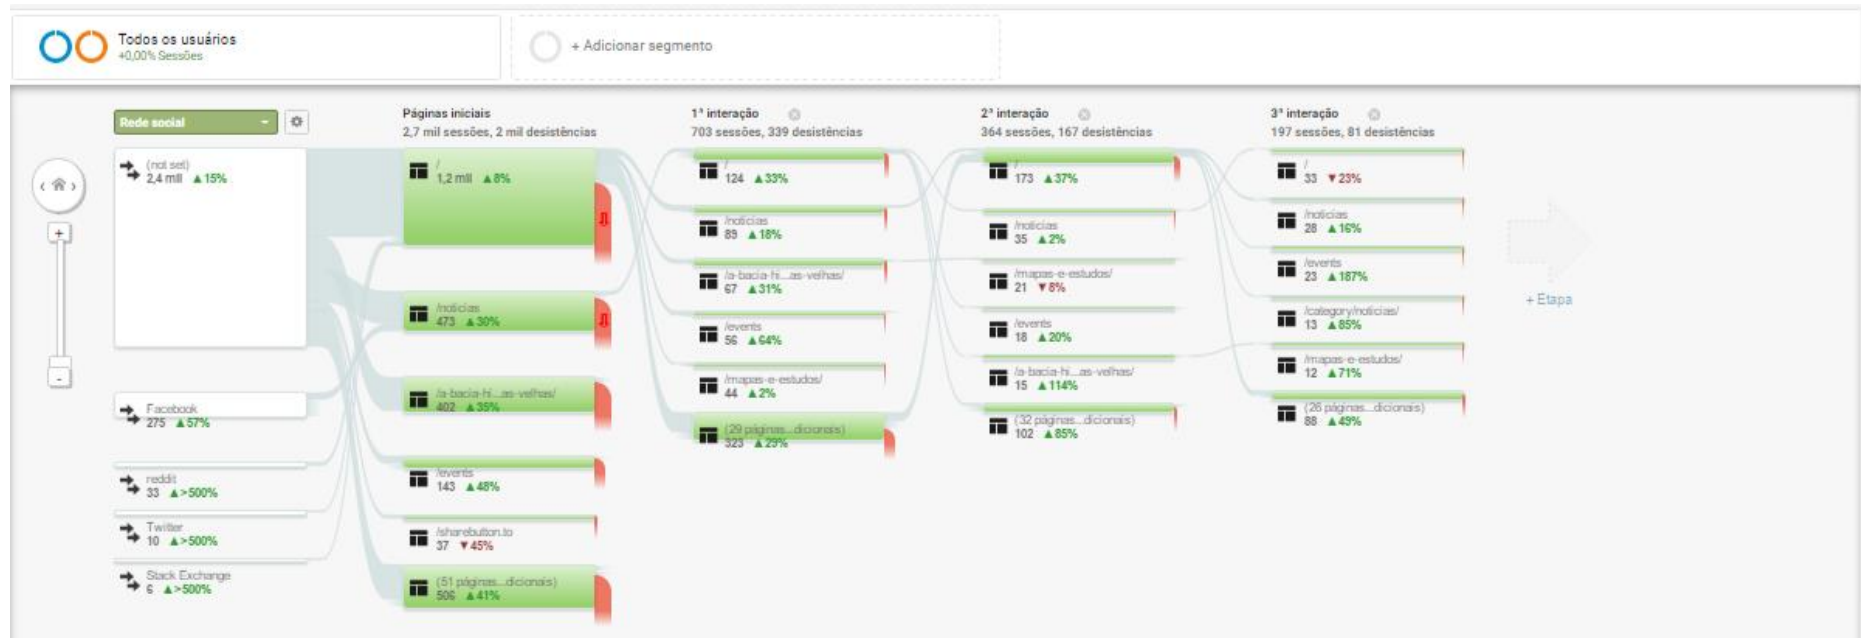 Todos os usuários
+0,00% Sessões
+ Adicionar segmento
Rede social
(not set)
2,4 mil ▲15%
Facebook
275 ▲57%
reddit
33 ▲>500%
Twitter
10 ▲>500%
Stack Exchange
6 ▲>500%
Páginas iniciais
2,7 mil sessões, 2 mil desistências
/
1,2 mil ▲8%
/noticias
473 ▲30%
/a-bacia-hi...as-velhas/
402 ▲35%
/events
143 ▲48%
/sharebutton.to
37 ▼45%
(51 páginas...dicionais)
506 ▲41%
1ª interação
703 sessões, 339 desistências
/
124 ▲33%
/noticias
89 ▲18%
/a-bacia-hi...as-velhas/
67 ▲31%
/events
56 ▲64%
/mapas-e-estudos/
44 ▲2%
(29 páginas...dicionais)
323 ▲29%
2ª interação
364 sessões, 167 desistências
/
173 ▲37%
/noticias
35 ▲2%
/mapas-e-estudos/
21 ▼8%
/events
18 ▲20%
/a-bacia-hi...as-velhas/
15 ▲114%
(32 páginas...dicionais)
102 ▲85%
3ª interação
197 sessões, 81 desistências
/
33 ▼23%
/noticias
28 ▲16%
/events
23 ▲187%
/category/noticias/
13 ▲85%
/mapas-e-estudos/
12 ▲71%
(26 páginas...dicionais)
88 ▲49%
+ Etapa